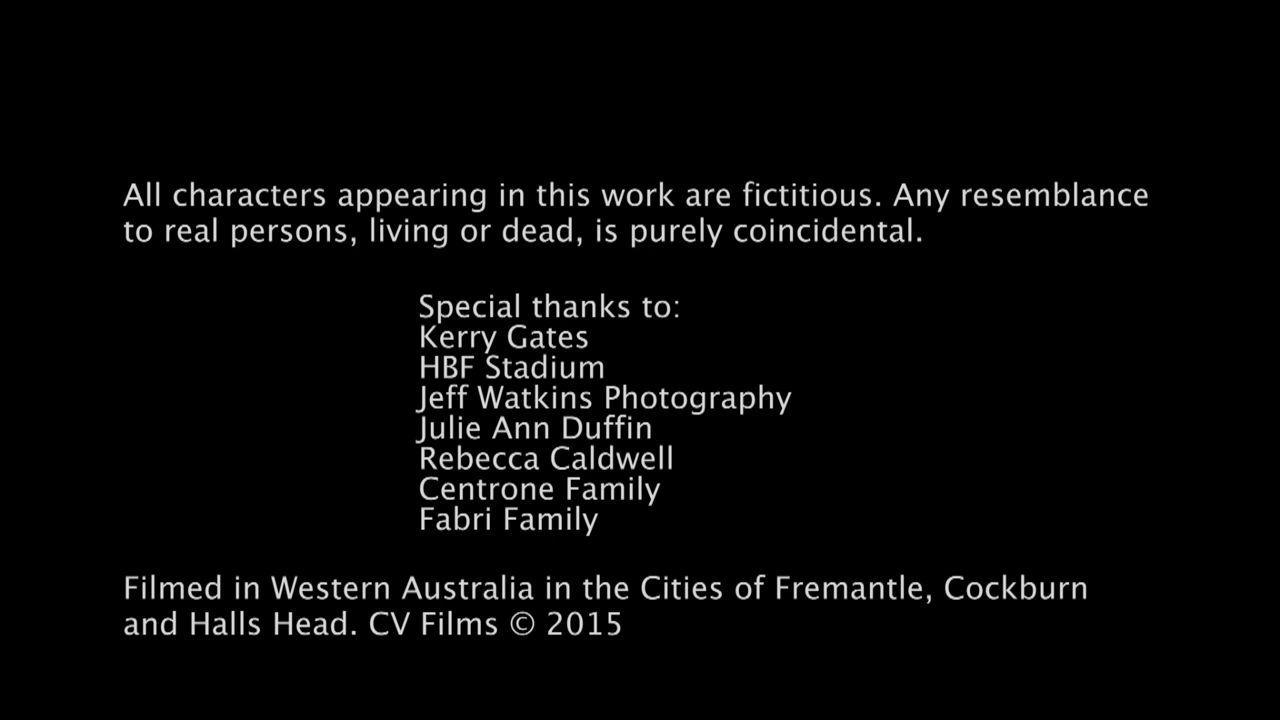 All characters appearing in this work are fictitious. Any resemblance
to real persons, living or dead, is purely coincidental.
Special thanks to:
Kerry Gates
HBF Stadium
Jeff Watkins Photography
Julie Ann Duffin
Rebecca Caldwell
Centrone Family
Fabri Family
Filmed in Western Australia in the Cities of Fremantle, Cockburn
and Halls Head. CV Films © 2015